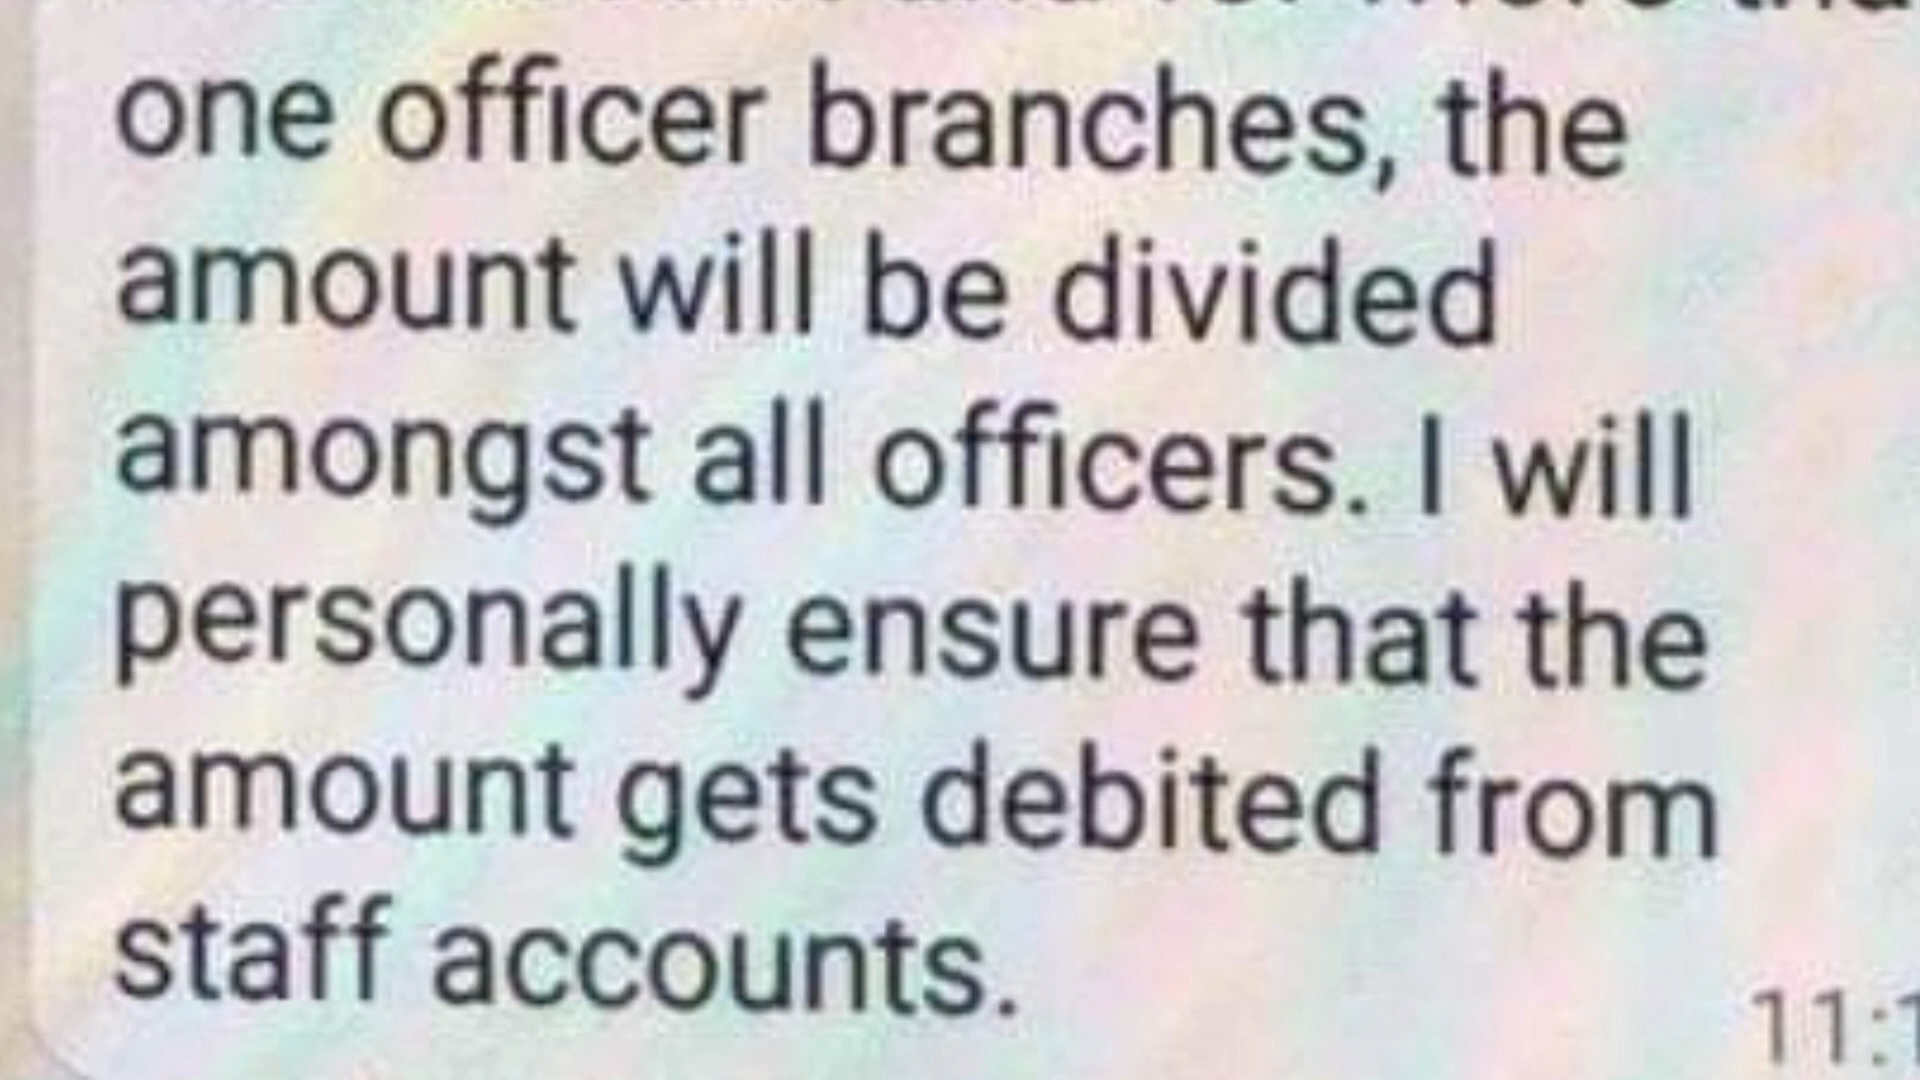 one officer branches, the
amount will be divided
amongst all officers. I will
personally ensure that the
amount gets debited from
staff accounts.